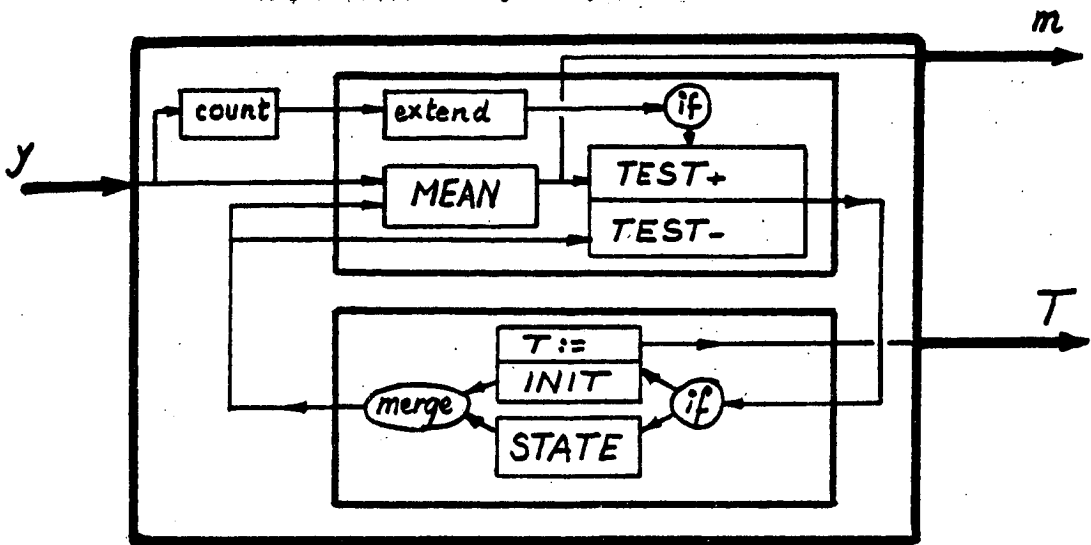 m
count
extend
if
y
MEAN
TEST+
TEST-
T
T :=
INIT
merge
if
STATE